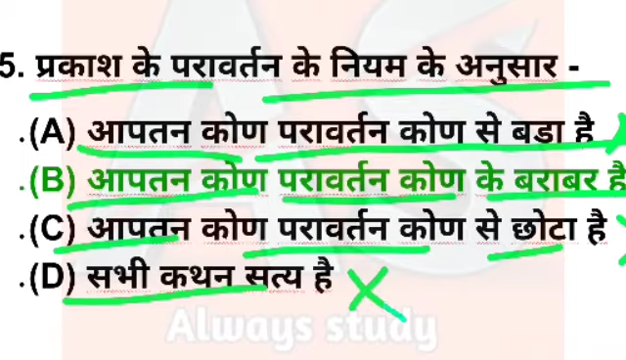 5. प्रकाश के परावर्तन के नियम के अनुसार -
.(A) आपतन कोण परावर्तन कोण से बडा है
.(B) आपतन कोण परावर्तन कोण के बराबर है
.(C) आपतन कोण परावर्तन कोण से छोटा है
.(D) सभी कथन सत्य है
Always study